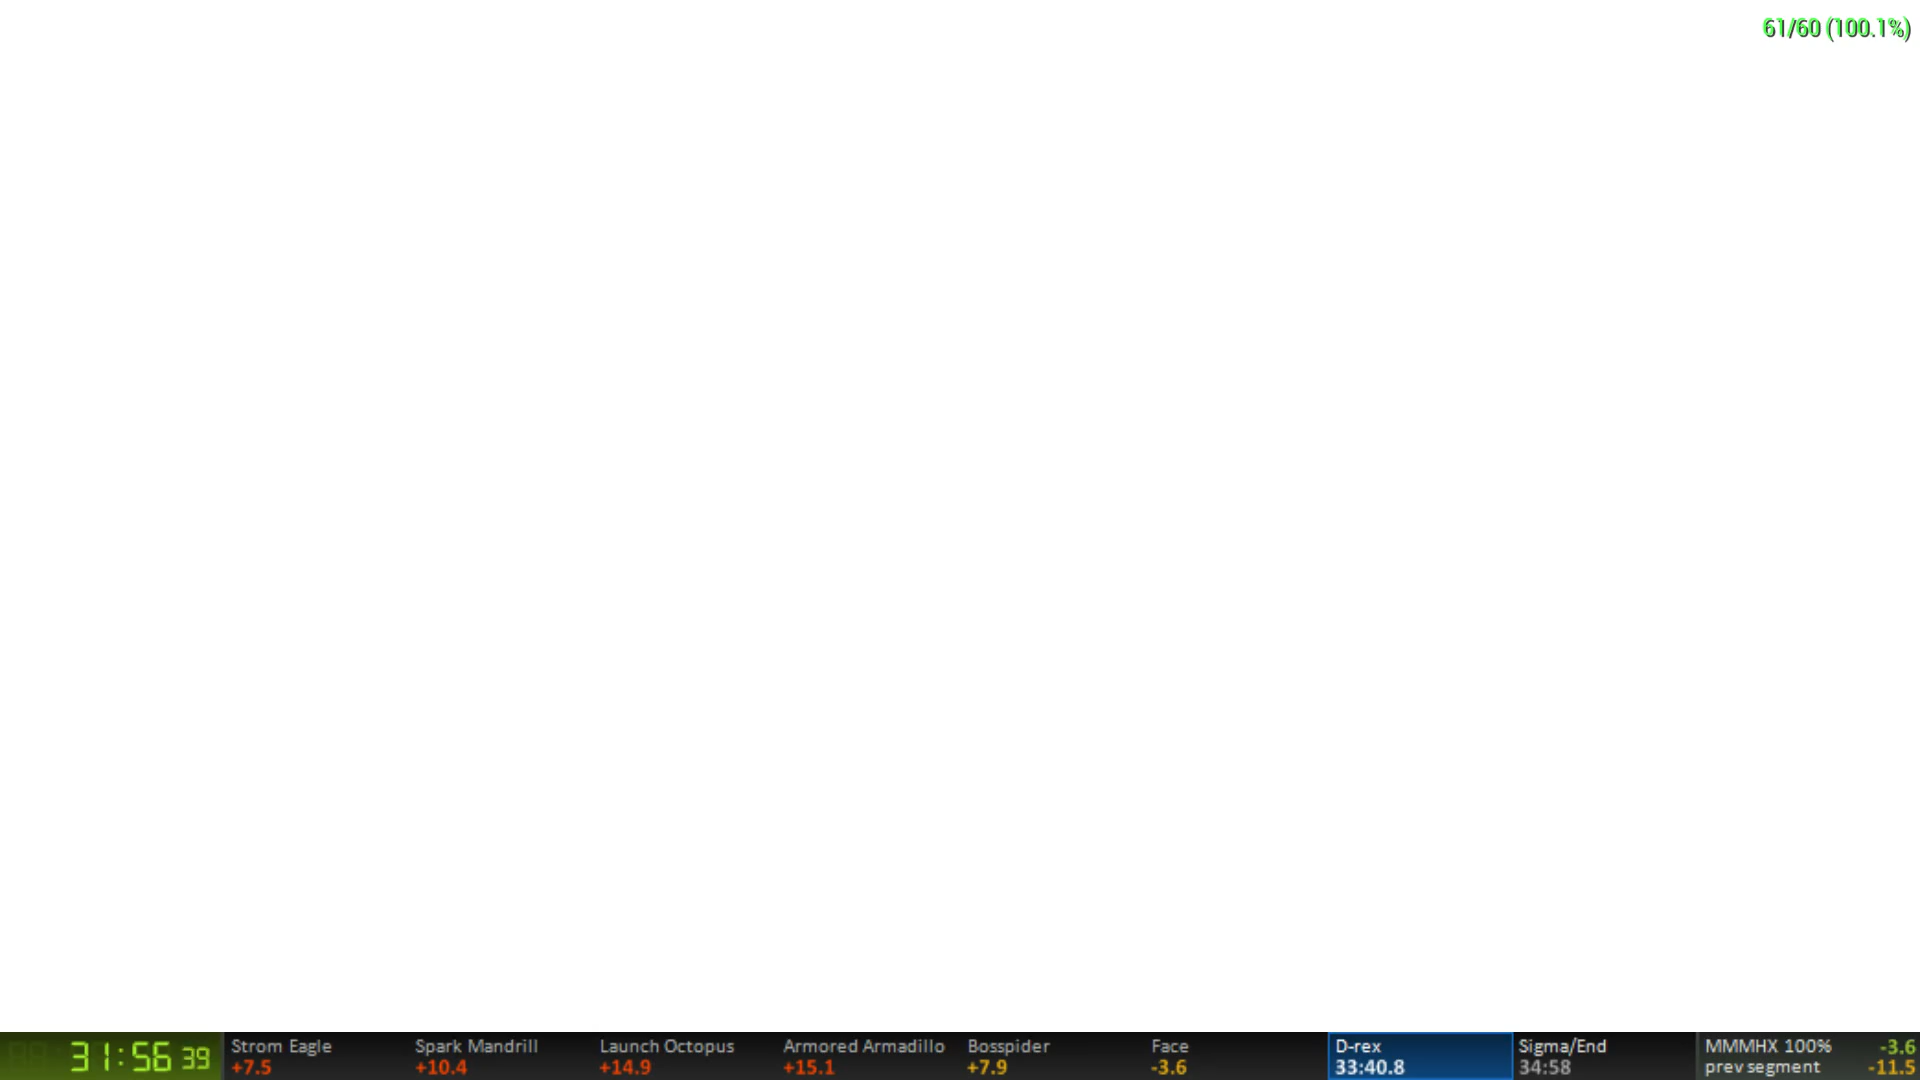 61/60 (100.1%)
31:56 39
Strom Eagle
+7.5
Spark Mandrill
+10.4
Launch Octopus
+14.9
Armored Armadillo
+15.1
Bosspider
+7.9
Face
-3.6
D-rex
33:40.8
Sigma/End
34:58
MMMHX 100% -3.6
prev segment -11.5